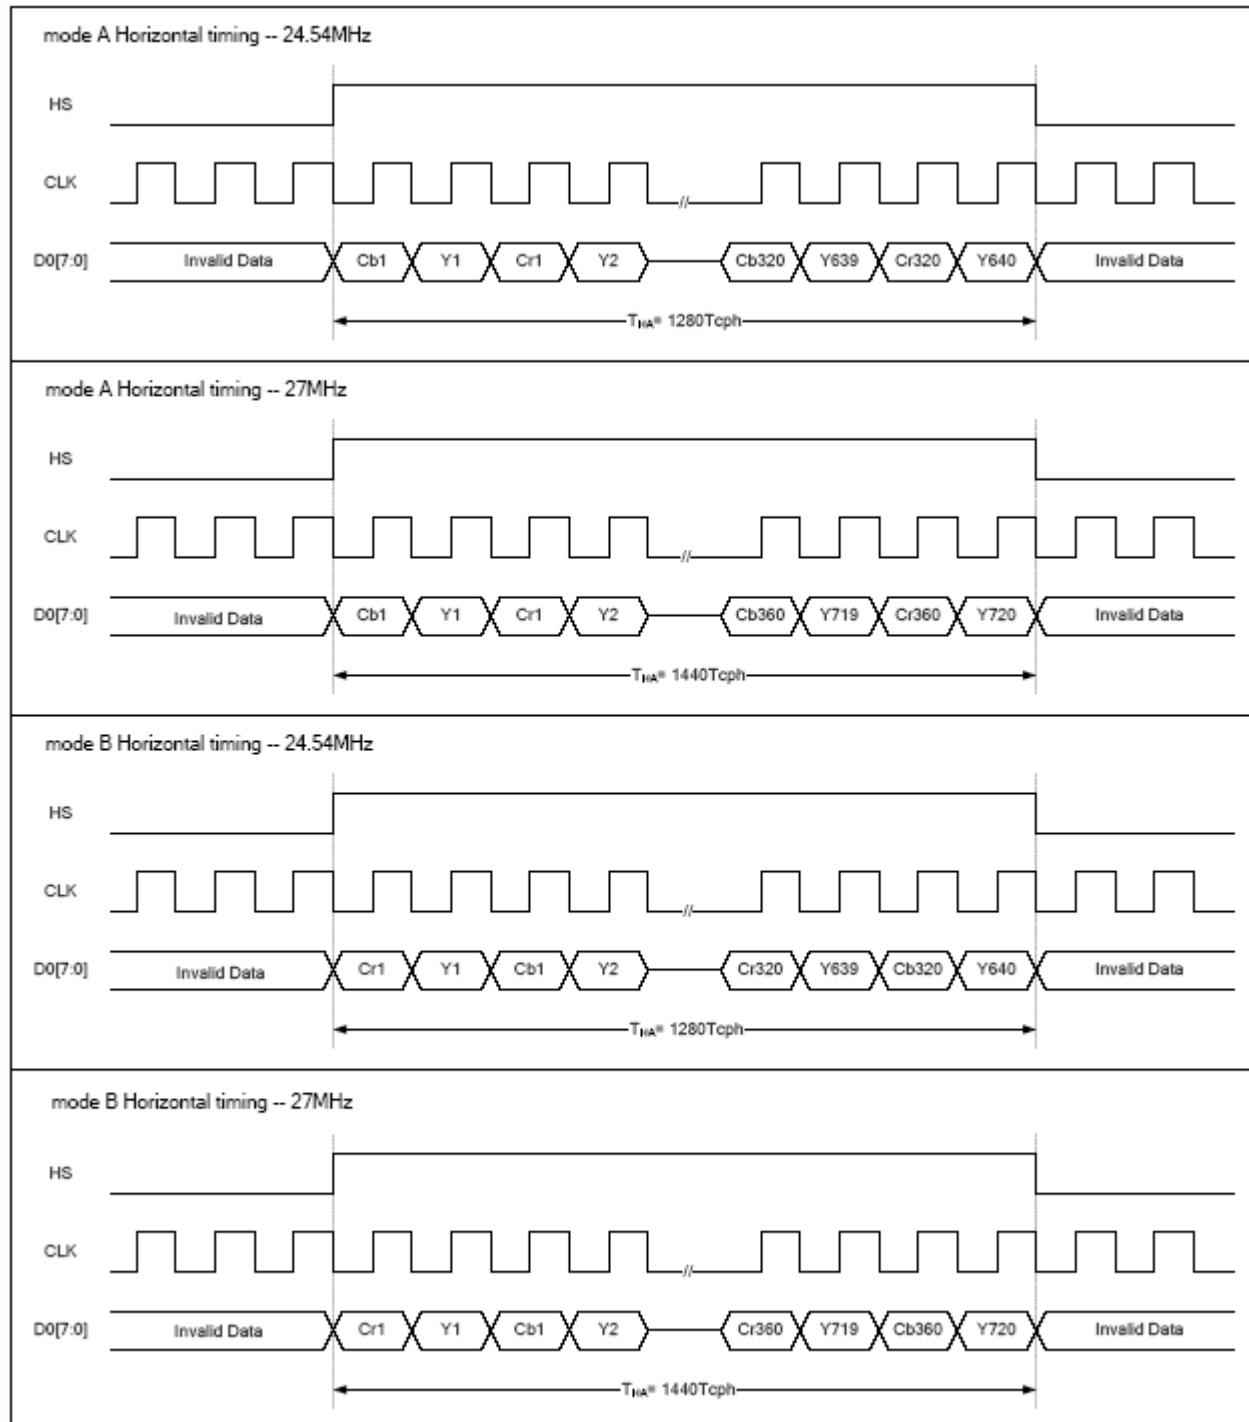 mode A Horizontal timing -- 24.54MHz
HS
CLK
//
D0[7:0] Invalid Data Cb1 Y1 Cr1 Y2 Cb320 Y639 Cr320 Y640 Invalid Data
THA= 1280Tcph
mode A Horizontal timing -- 27MHz
HS
CLK
//
D0[7:0] Invalid Data Cb1 Y1 Cr1 Y2 Cb360 Y719 Cr360 Y720 Invalid Data
THA= 1440Tcph
mode B Horizontal timing -- 24.54MHz
HS
CLK
//
D0[7:0] Invalid Data Cr1 Y1 Cb1 Y2 Cr320 Y639 Cb320 Y640 Invalid Data
THA= 1280Tcph
mode B Horizontal timing -- 27MHz
HS
CLK
//
D0[7:0] Invalid Data Cr1 Y1 Cb1 Y2 Cr360 Y719 Cb360 Y720 Invalid Data
THA= 1440Tcph